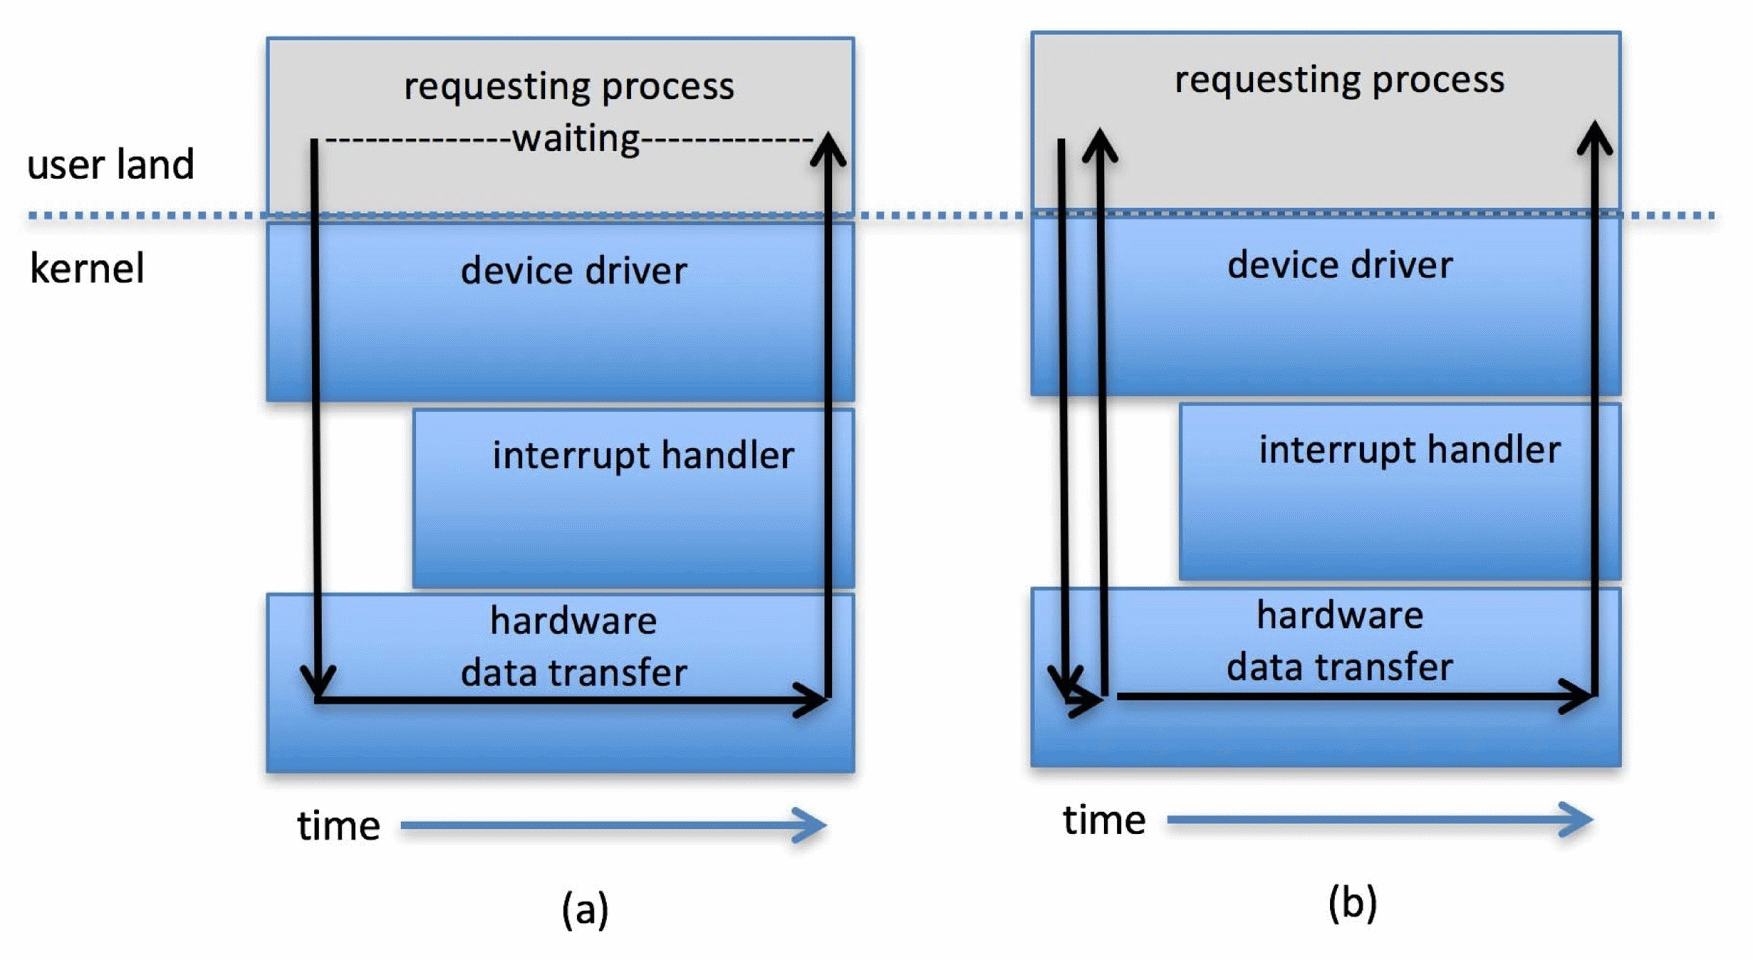 requesting process
--------------waiting-------------
user land
kernel
device driver
interrupt handler
hardware
data transfer
time
(a)
requesting process
device driver
interrupt handler
hardware
data transfer
time
(b)